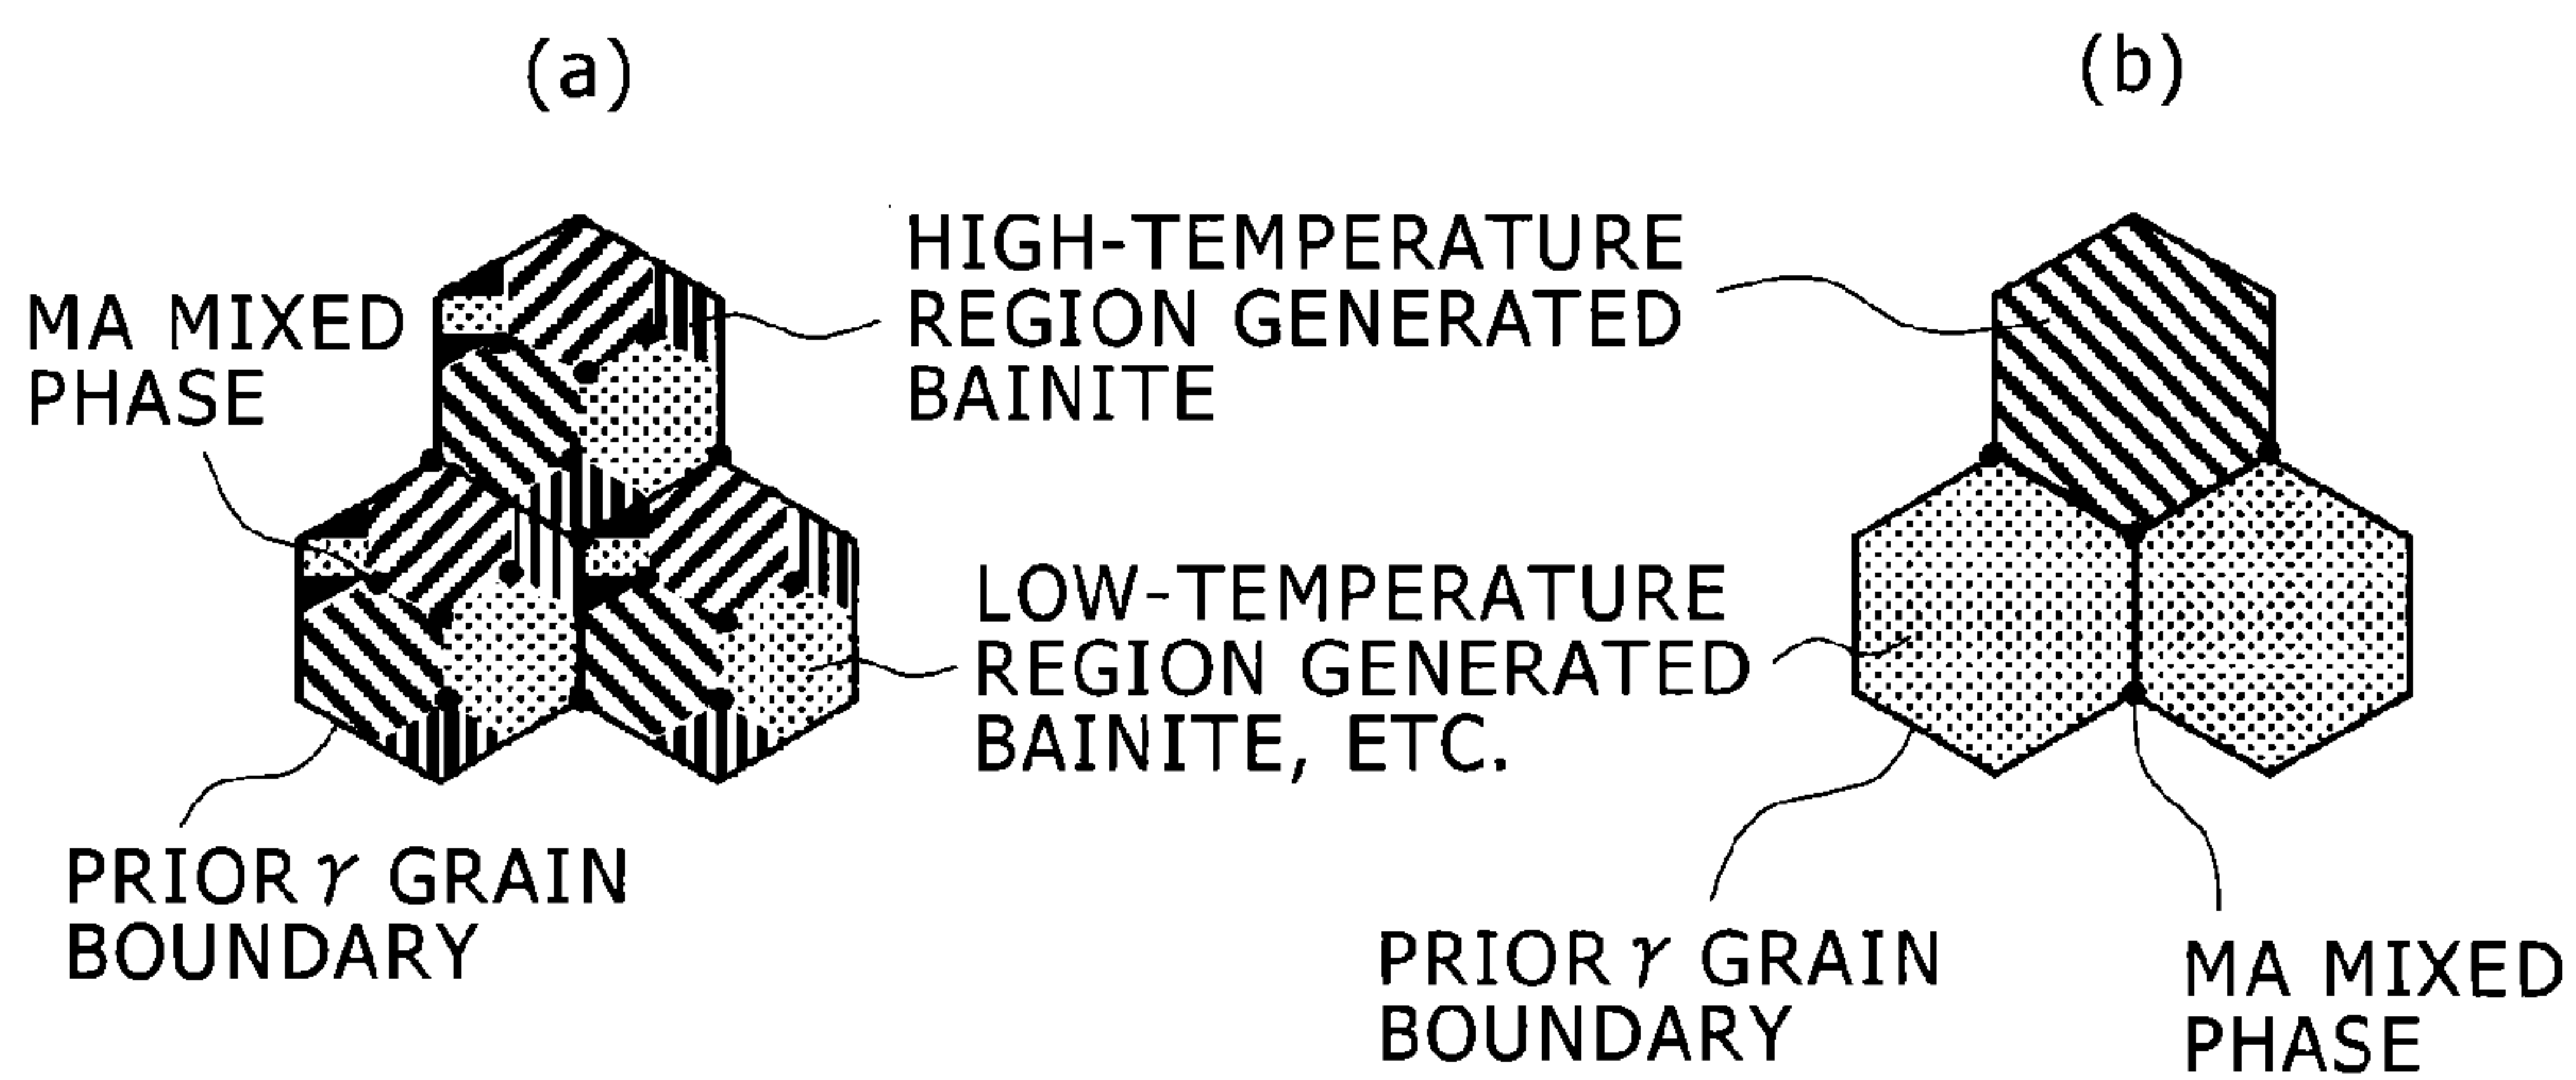 (a)
(b)
MA MIXED
PHASE
HIGH-TEMPERATURE
REGION GENERATED
BAINITE
LOW-TEMPERATURE
REGION GENERATED
BAINITE, ETC.
PRIOR γ GRAIN
BOUNDARY
PRIOR γ GRAIN
BOUNDARY
MA MIXED
PHASE